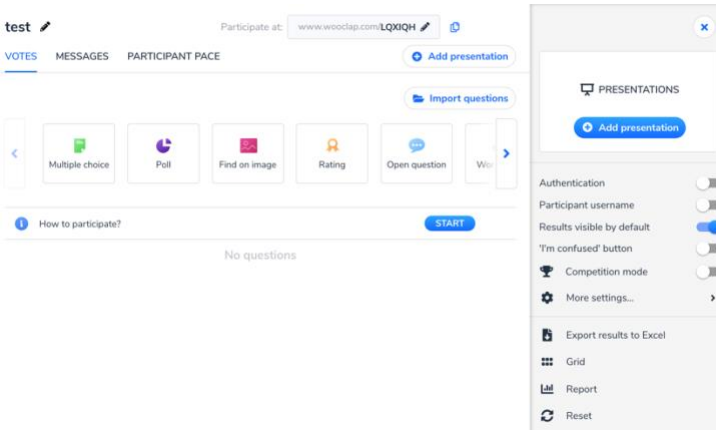 test
Participate at: www.wooclap.com/LQXIQH
VOTES MESSAGES PARTICIPANT PACE
Add presentation
Import questions
Multiple choice
Poll
Find on image
Rating
Open question
How to participate?
START
No questions
PRESENTATIONS
Add presentation
Authentication
Participant username
Results visible by default
'I'm confused' button
Competition mode
More settings...
Export results to Excel
Grid
Report
Reset